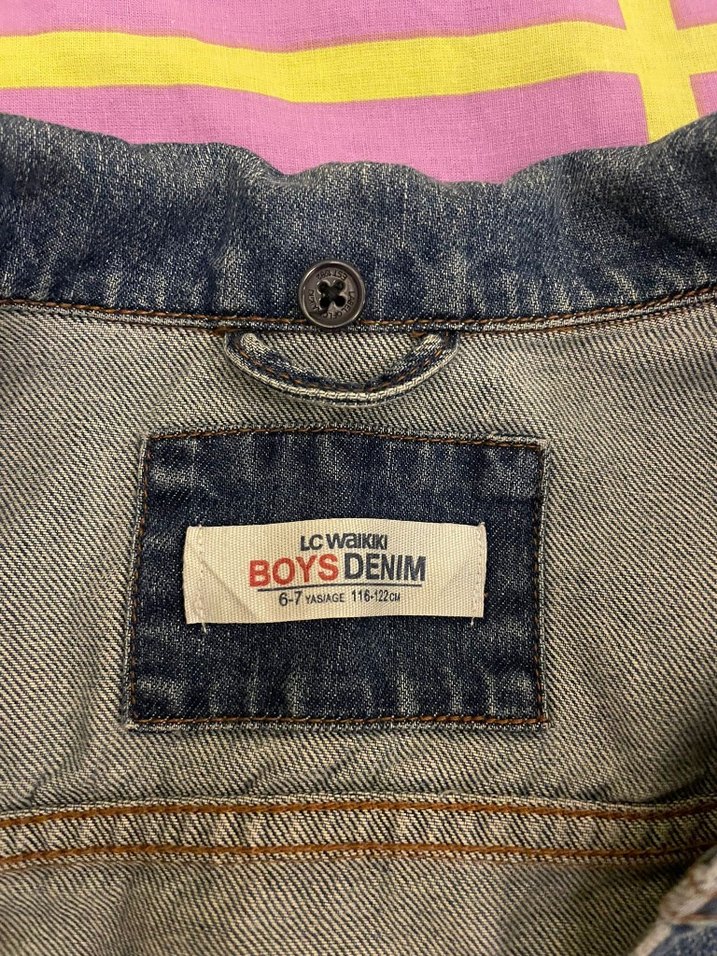 LC WAIKIKI
BOYS DENIM
6-7 YAŞ/AGE 116-122CM